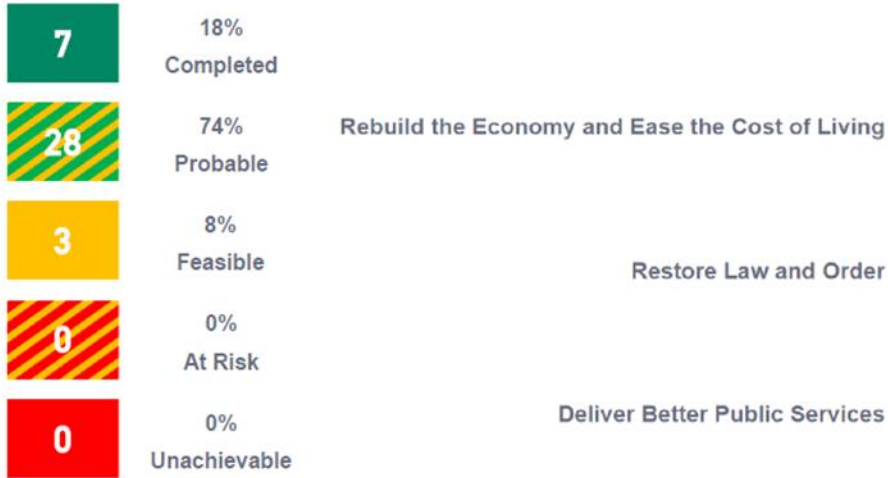 7
18%
Completed
28
74%
Probable
Rebuild the Economy and Ease the Cost of Living
3
8%
Feasible
Restore Law and Order
0
0%
At Risk
Deliver Better Public Services
0
0%
Unachievable